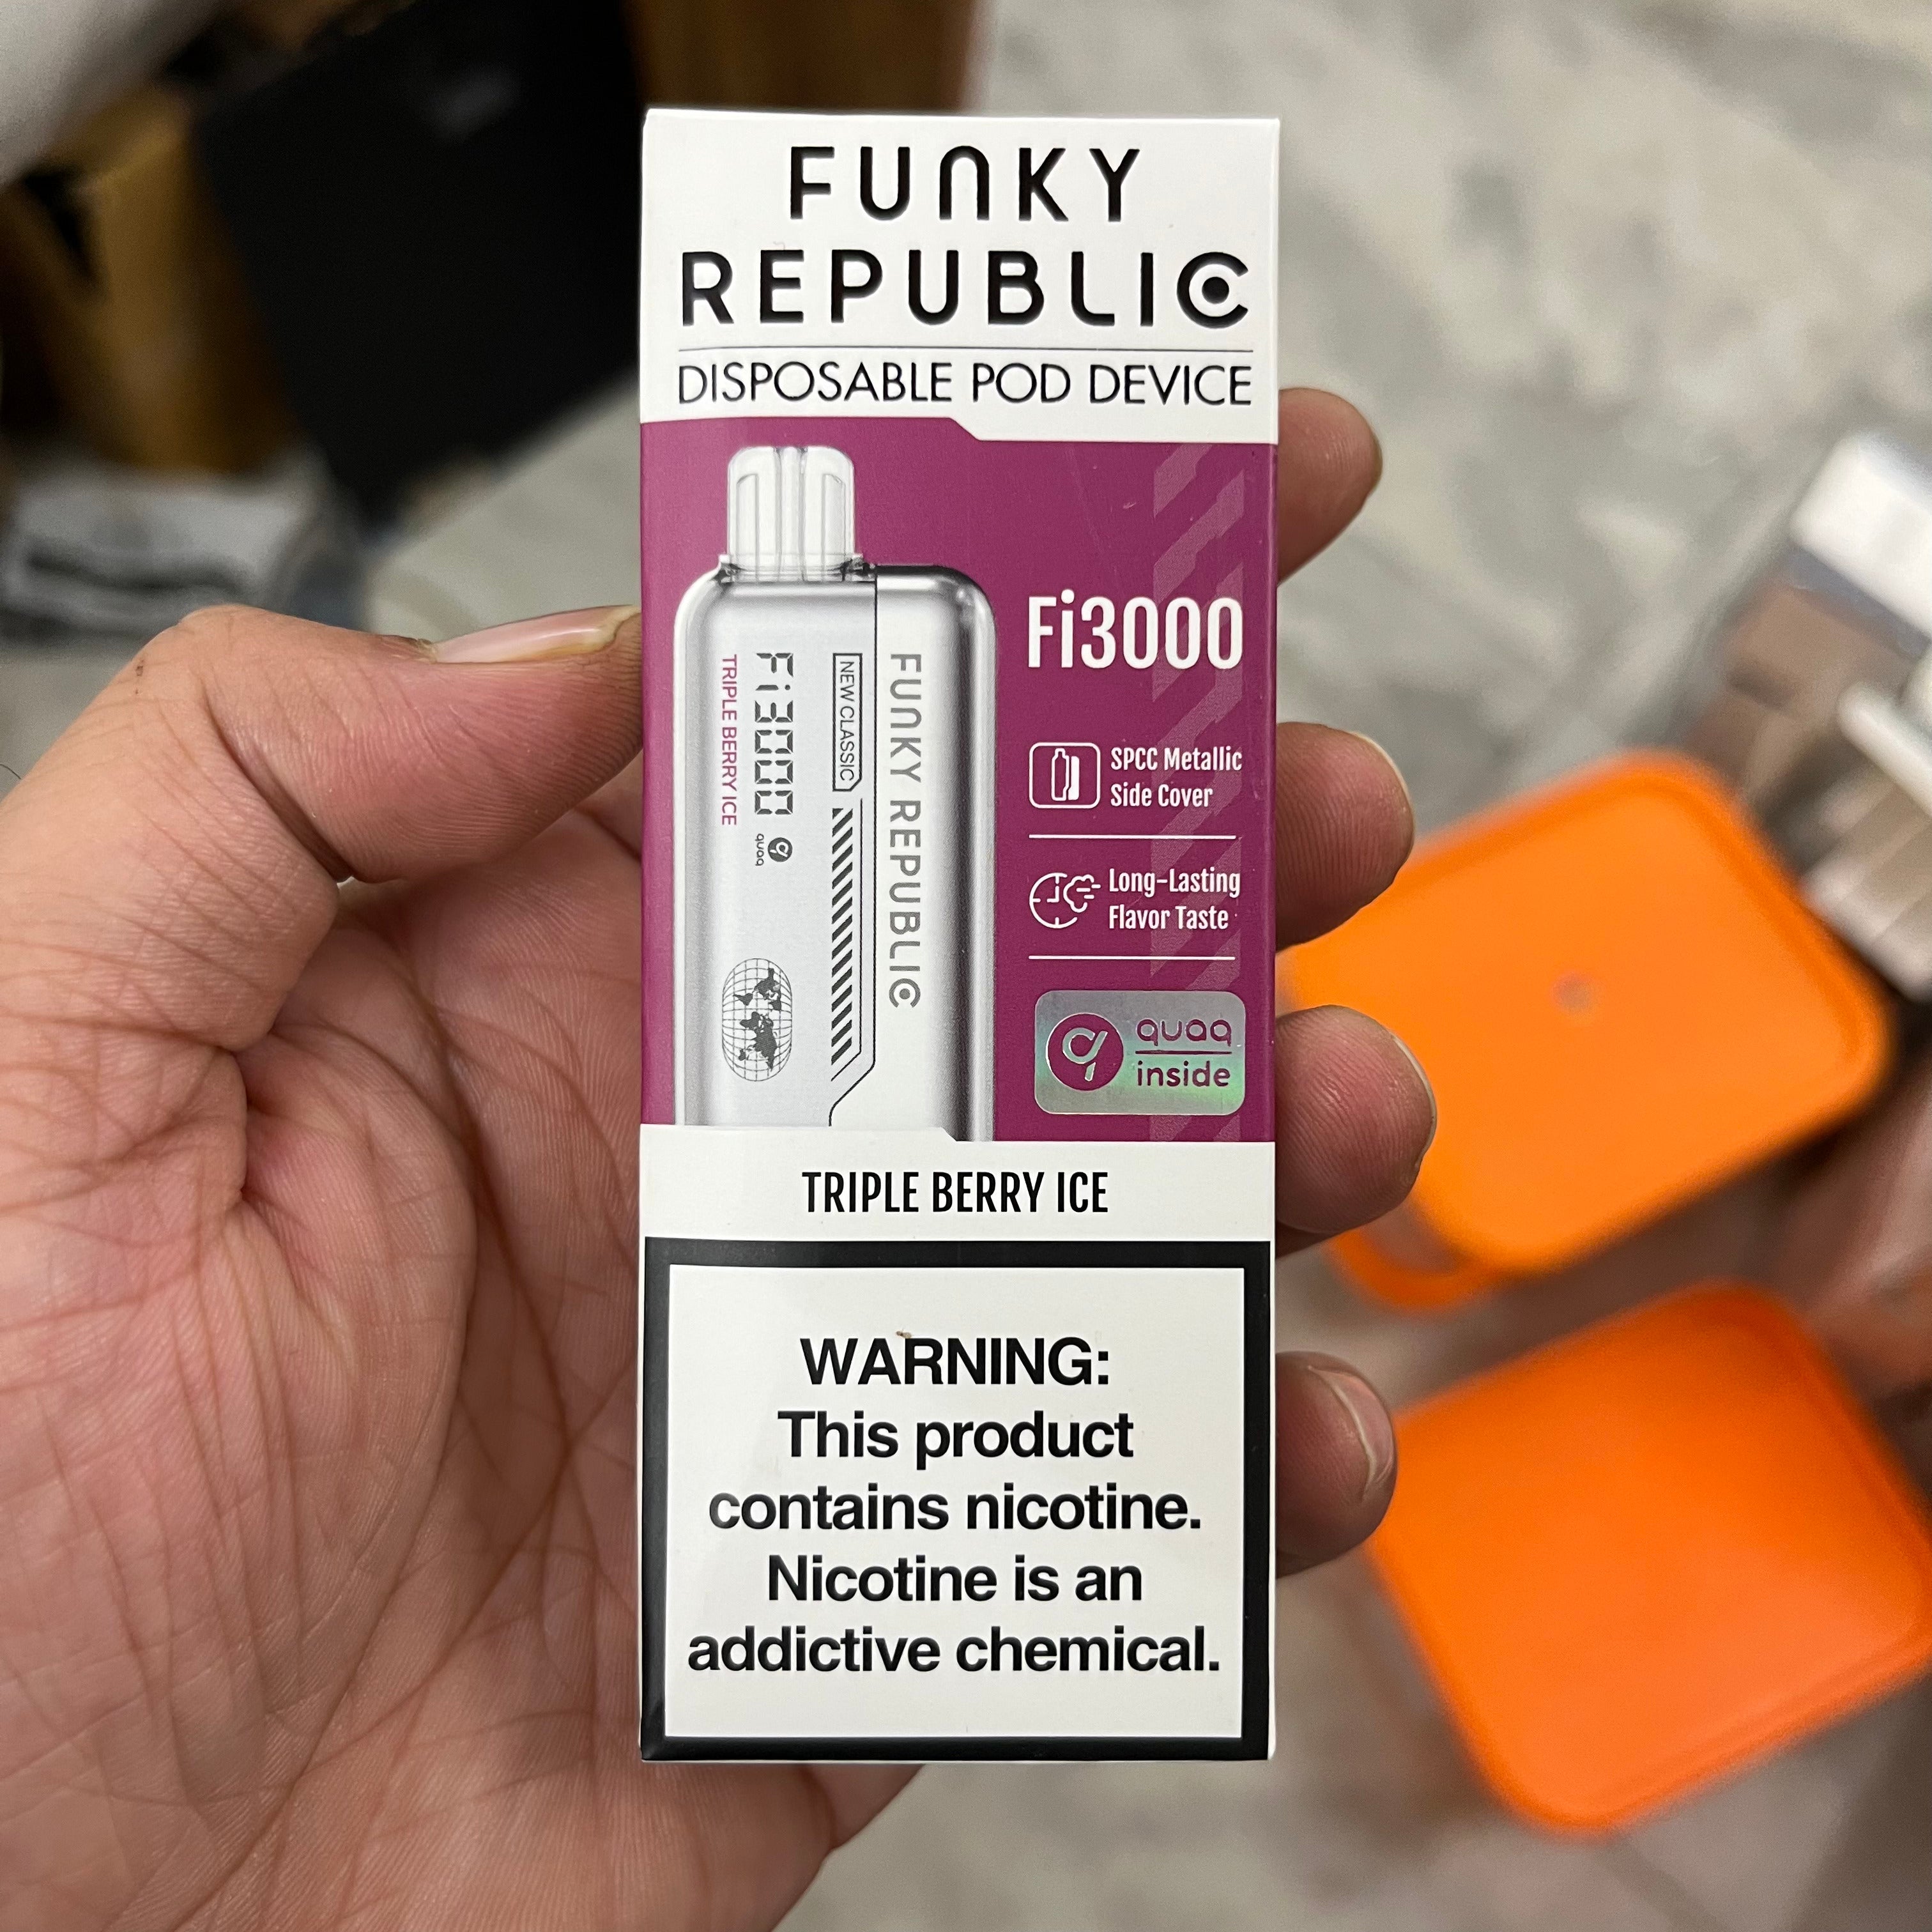 FUNKY
REPUBLIC
DISPOSABLE POD DEVICE
FUNKY REPUBLIC
NEW CLASSIC
Fi3000
quaq
TRIPLE BERRY ICE
Fi3000
SPCC Metallic
Side Cover
Long-Lasting
Flavor Taste
quaq
inside
TRIPLE BERRY ICE
WARNING:
This product
contains nicotine.
Nicotine is an
addictive chemical.